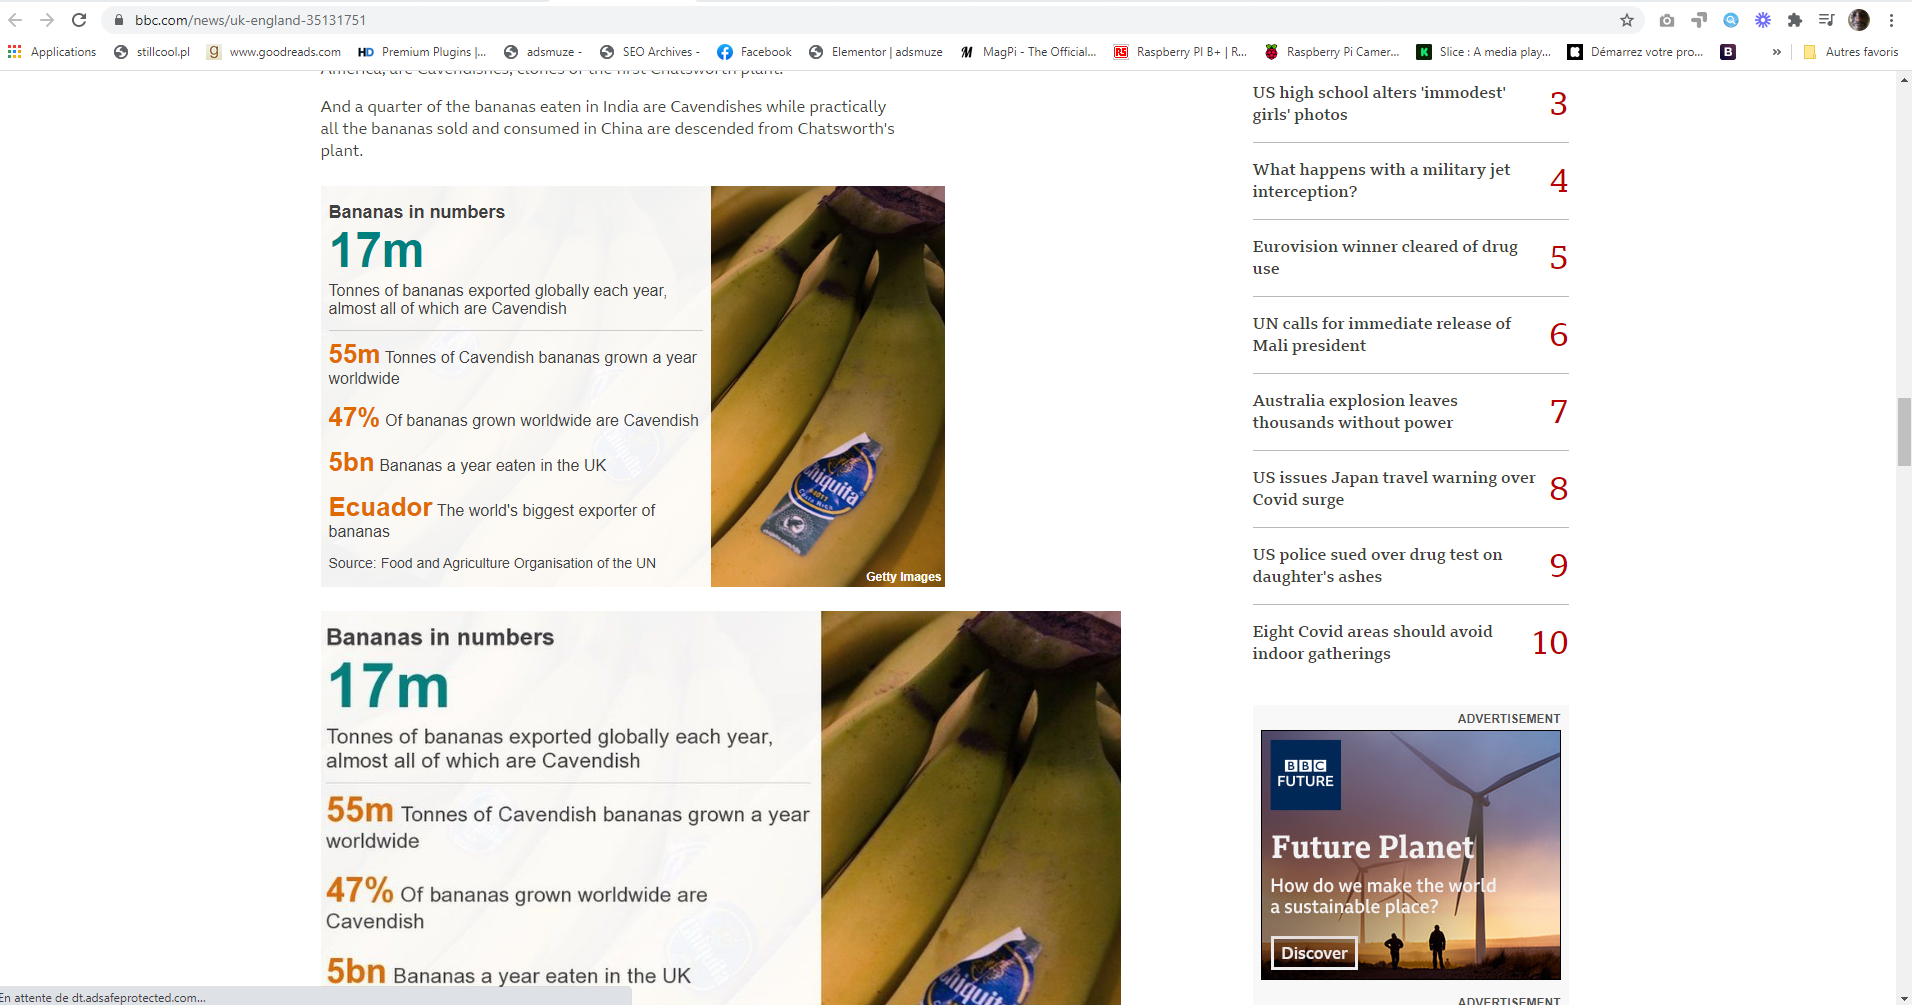 bbc.com/news/uk-england-35131751
Applications
stillcool.pl
www.goodreads.com
HD Premium Plugins |...
adsmuze -
SEO Archives -
Facebook
Elementor | adsmuze
MagPi - The Official...
Raspberry PI B+ | R...
Raspberry Pi Camer...
Slice : A media play...
Démarrez votre pro...
B
»
Autres favoris
America, are Cavendishes, clones of the first Chatsworth plant.
And a quarter of the bananas eaten in India are Cavendishes while practically
all the bananas sold and consumed in China are descended from Chatsworth's
plant.
Bananas in numbers
17m
Tonnes of bananas exported globally each year,
almost all of which are Cavendish
55m Tonnes of Cavendish bananas grown a year
worldwide
47% Of bananas grown worldwide are Cavendish
5bn Bananas a year eaten in the UK
Ecuador The world's biggest exporter of
bananas
Source: Food and Agriculture Organisation of the UN
Chiquita
Getty Images
Bananas in numbers
17m
Tonnes of bananas exported globally each year,
almost all of which are Cavendish
55m Tonnes of Cavendish bananas grown a year
worldwide
47% Of bananas grown worldwide are
Cavendish
5bn Bananas a year eaten in the UK
US high school alters 'immodest'
girls' photos
3
What happens with a military jet
interception?
4
Eurovision winner cleared of drug
use
5
UN calls for immediate release of
Mali president
6
Australia explosion leaves
thousands without power
7
US issues Japan travel warning over
Covid surge
8
US police sued over drug test on
daughter's ashes
9
Eight Covid areas should avoid
indoor gatherings
10
ADVERTISEMENT
BBC
FUTURE
Future Planet
How do we make the world
a sustainable place?
Discover
ADVERTISEMENT
En attente de dt.adsafeprotected.com...